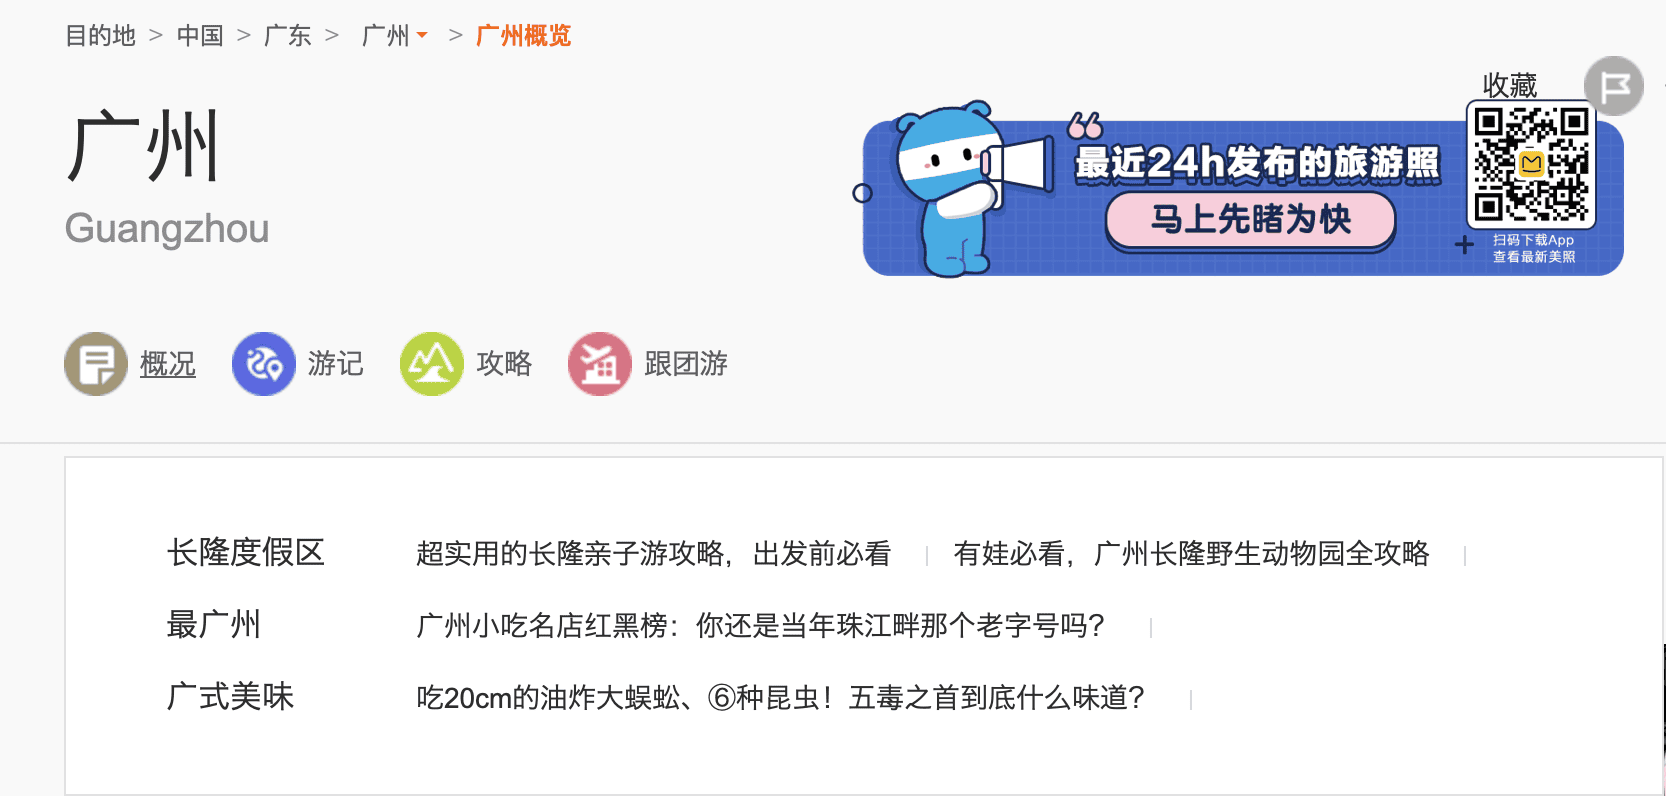 目的地 > 中国 > 广东 > 广州 > 广州概览
收藏
广州
Guangzhou
最近24h发布的旅游照
马上先睹为快
扫码下载App
查看最新美照
概况 游记 攻略 跟团游
长隆度假区 超实用的长隆亲子游攻略，出发前必看 | 有娃必看，广州长隆野生动物园全攻略 |
最广州 广州小吃名店红黑榜：你还是当年珠江畔那个老字号吗？ |
广式美味 吃20cm的油炸大蜈蚣、⑥种昆虫！五毒之首到底什么味道？ |